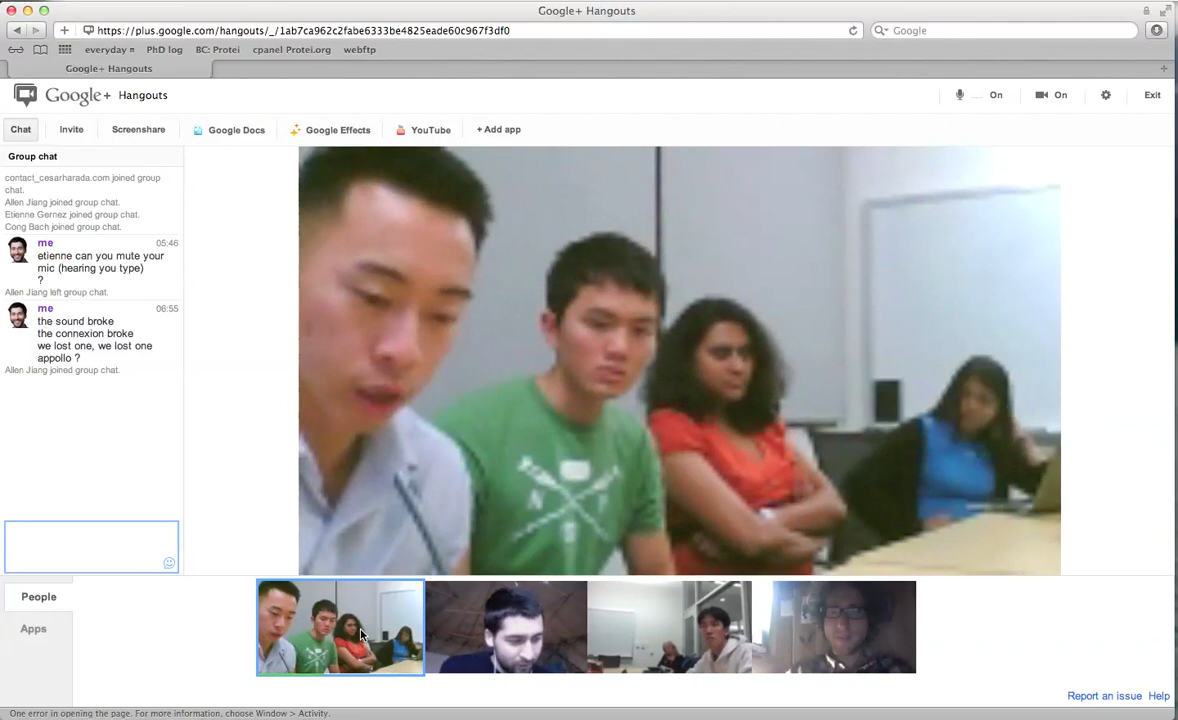 Google+ Hangouts
https://plus.google.com/hangouts/_/1ab7ca962c2fabe6333be4825eade60c967f3df0
Google
everyday PhD log BC: Protei cpanel Protei.org webftp
Google+ Hangouts
Google+ Hangouts
On On Exit
Chat Invite Screenshare Google Docs Google Effects YouTube + Add app
Group chat
contact_cesarharada.com joined group
chat.
Allen Jiang joined group chat.
Etienne Gernez joined group chat.
Cong Bach joined group chat.
me 05:46
etienne can you mute your
mic (hearing you type)
?
Allen Jiang left group chat.
me 06:55
the sound broke
the connexion broke
we lost one, we lost one
appollo ?
Allen Jiang joined group chat.
N
People
Apps
Report an issue Help
One error in opening the page. For more information, choose Window > Activity.